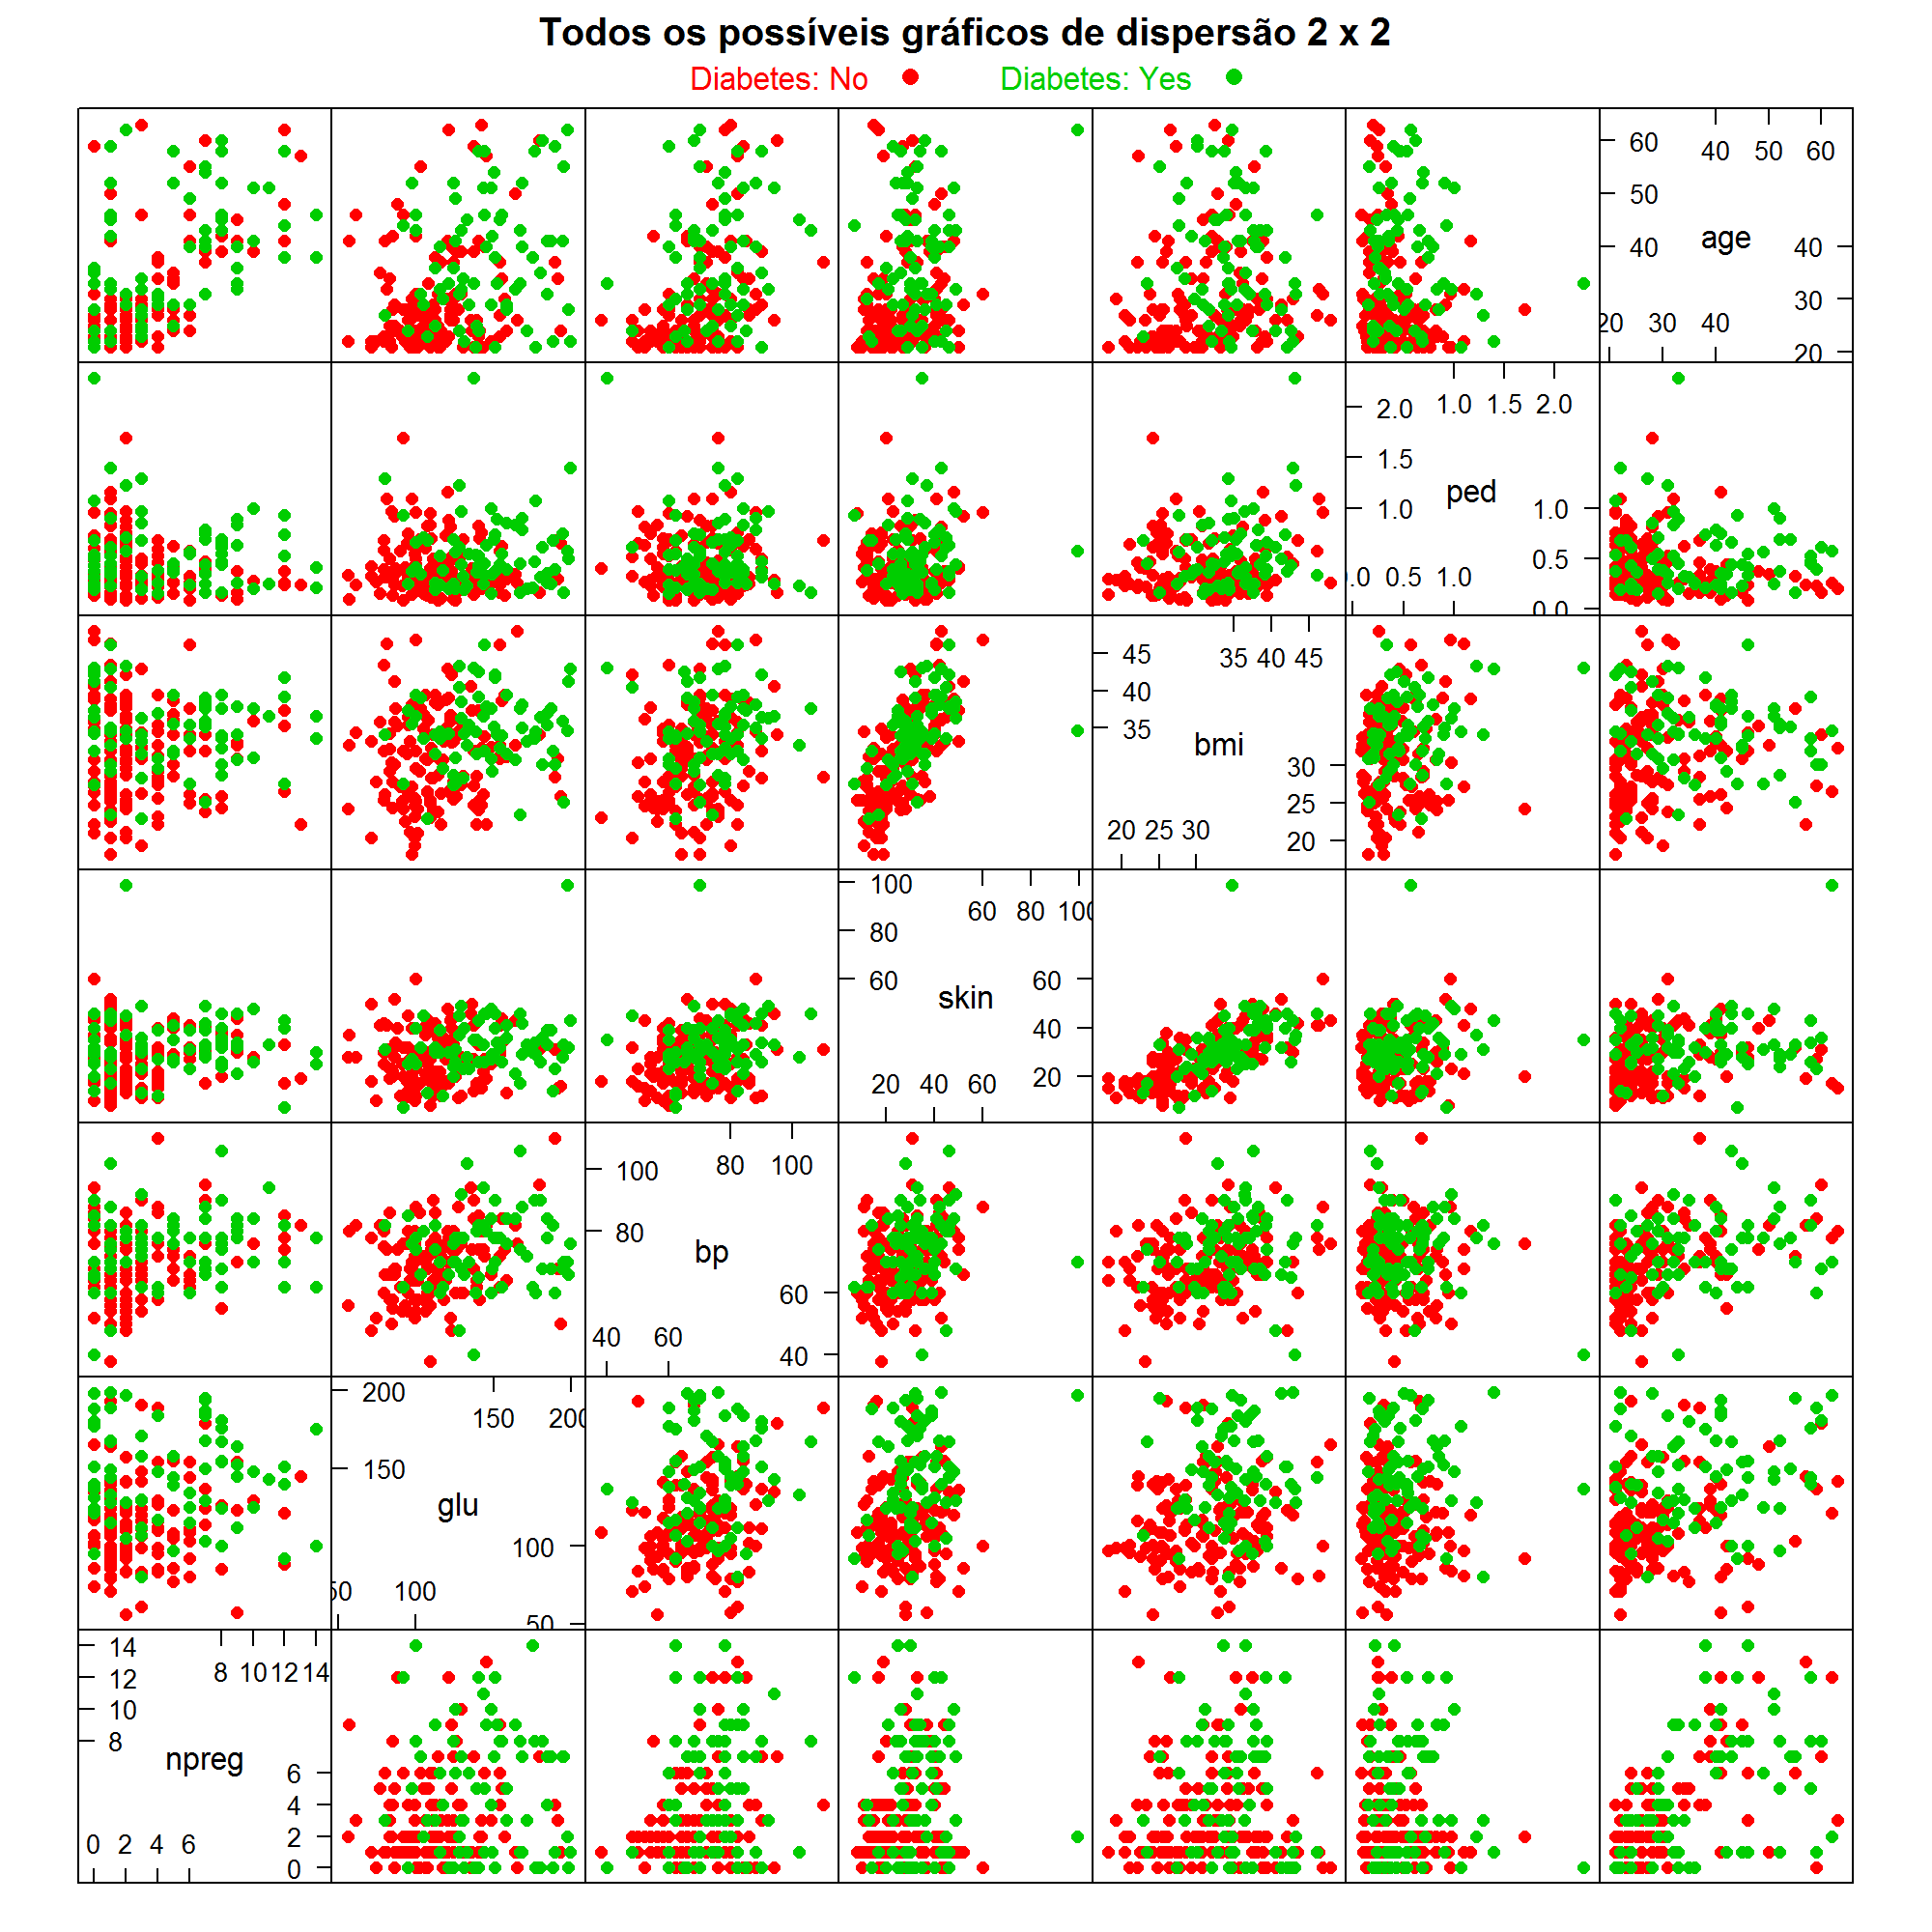 Todos os possíveis gráficos de dispersão 2 x 2
Diabetes: No Diabetes: Yes
60 40 50 60
50
age
40 40
30
20 30 40
20
2.0 1.0 1.5 2.0
1.5
ped
1.0 1.0
0.5
0.0 0.5 1.0
0.0
45 35 40 45
40
35
bmi
30
25
20 25 30
20
100
60 80 100
80
60 60
skin
40
20 40 60 20
100 80 100
80
bp
60
40 60
40
200
150 200
150
glu
100
50 100
50
14
8 10 12 14
12
10
8
npreg
6
4
2
0 2 4 6
0